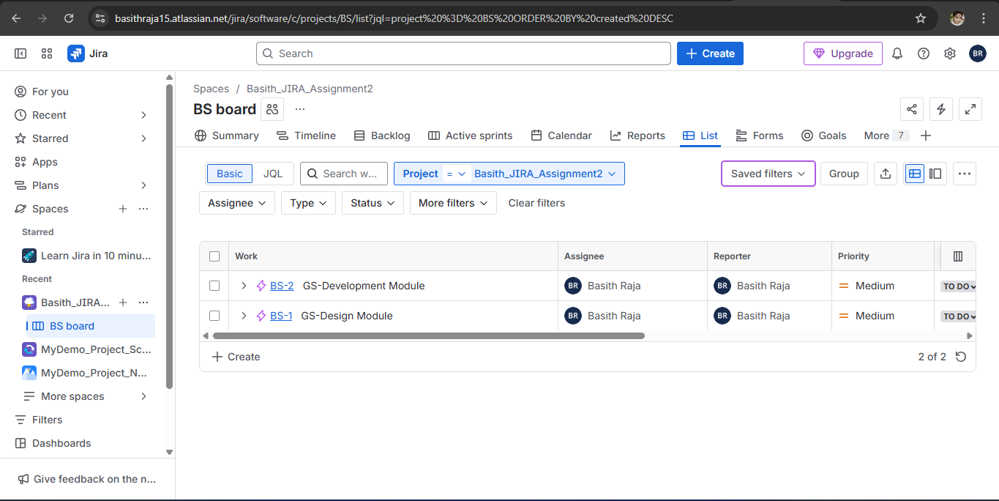 basithraja15.atlassian.net/jira/software/c/projects/BS/list?jql=project%20%3D%20BS%20ORDER%20BY%20created%20DESC
Jira
Search
Create
Upgrade
BR
For you
Recent
Starred
Apps
Plans
Spaces
Starred
Learn Jira in 10 minu...
Recent
Basith_JIRA...
BS board
MyDemo_Project_Sc...
MyDemo_Project_N...
More spaces
Filters
Dashboards
Give feedback on the n...
Spaces / Basith_JIRA_Assignment2
BS board
Summary Timeline Backlog Active sprints Calendar Reports List Forms Goals More 7
Basic JQL Search w... Project = Basith_JIRA_Assignment2 Saved filters Group
Assignee Type Status More filters Clear filters
Work Assignee Reporter Priority
BS-2 GS-Development Module BR Basith Raja BR Basith Raja Medium TO DO
BS-1 GS-Design Module BR Basith Raja BR Basith Raja Medium TO DO
Create 2 of 2